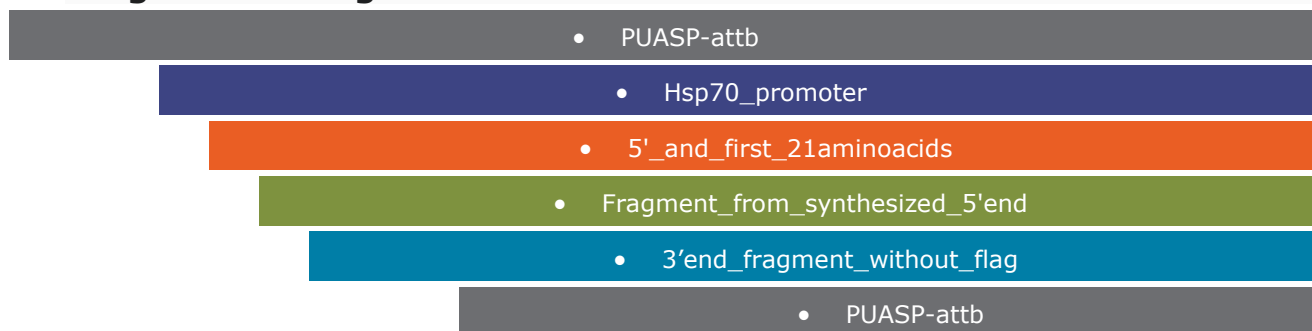 • PUASP-attb
• Hsp70_promoter
• 5'_and_first_21aminoacids
• Fragment_from_synthesized_5'end
• 3’end_fragment_without_flag
• PUASP-attb